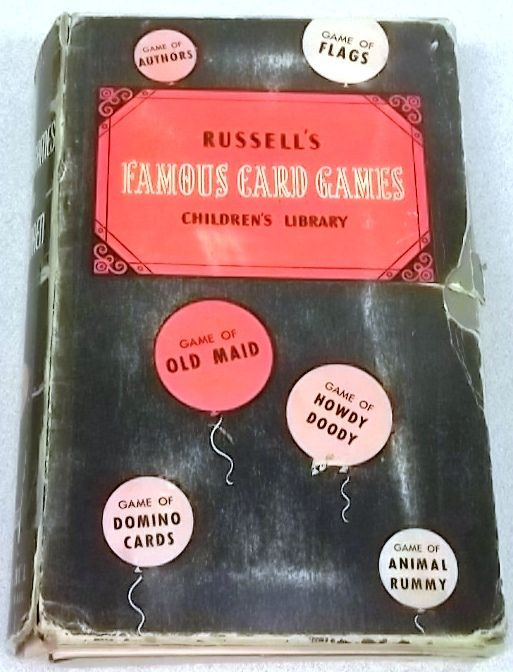 GAME OF
AUTHORS
GAME OF
FLAGS
RUSSELL'S
FAMOUS CARD GAMES
CHILDREN'S LIBRARY
GAME OF
OLD MAID
GAME OF
HOWDY
DOODY
GAME OF
DOMINO
CARDS
GAME OF
ANIMAL
RUMMY